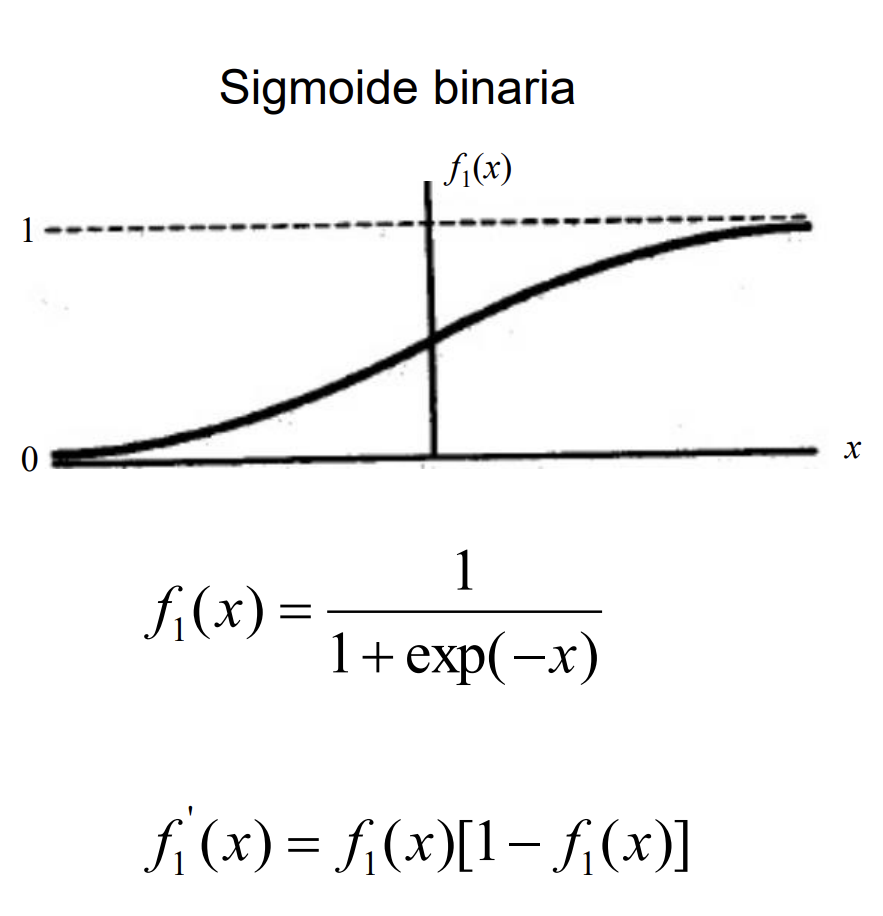 Sigmoide binaria
f₁(x)
1
0
x
f₁(x) = 1 / (1 + exp(−x))
f₁'(x) = f₁(x)[1 − f₁(x)]